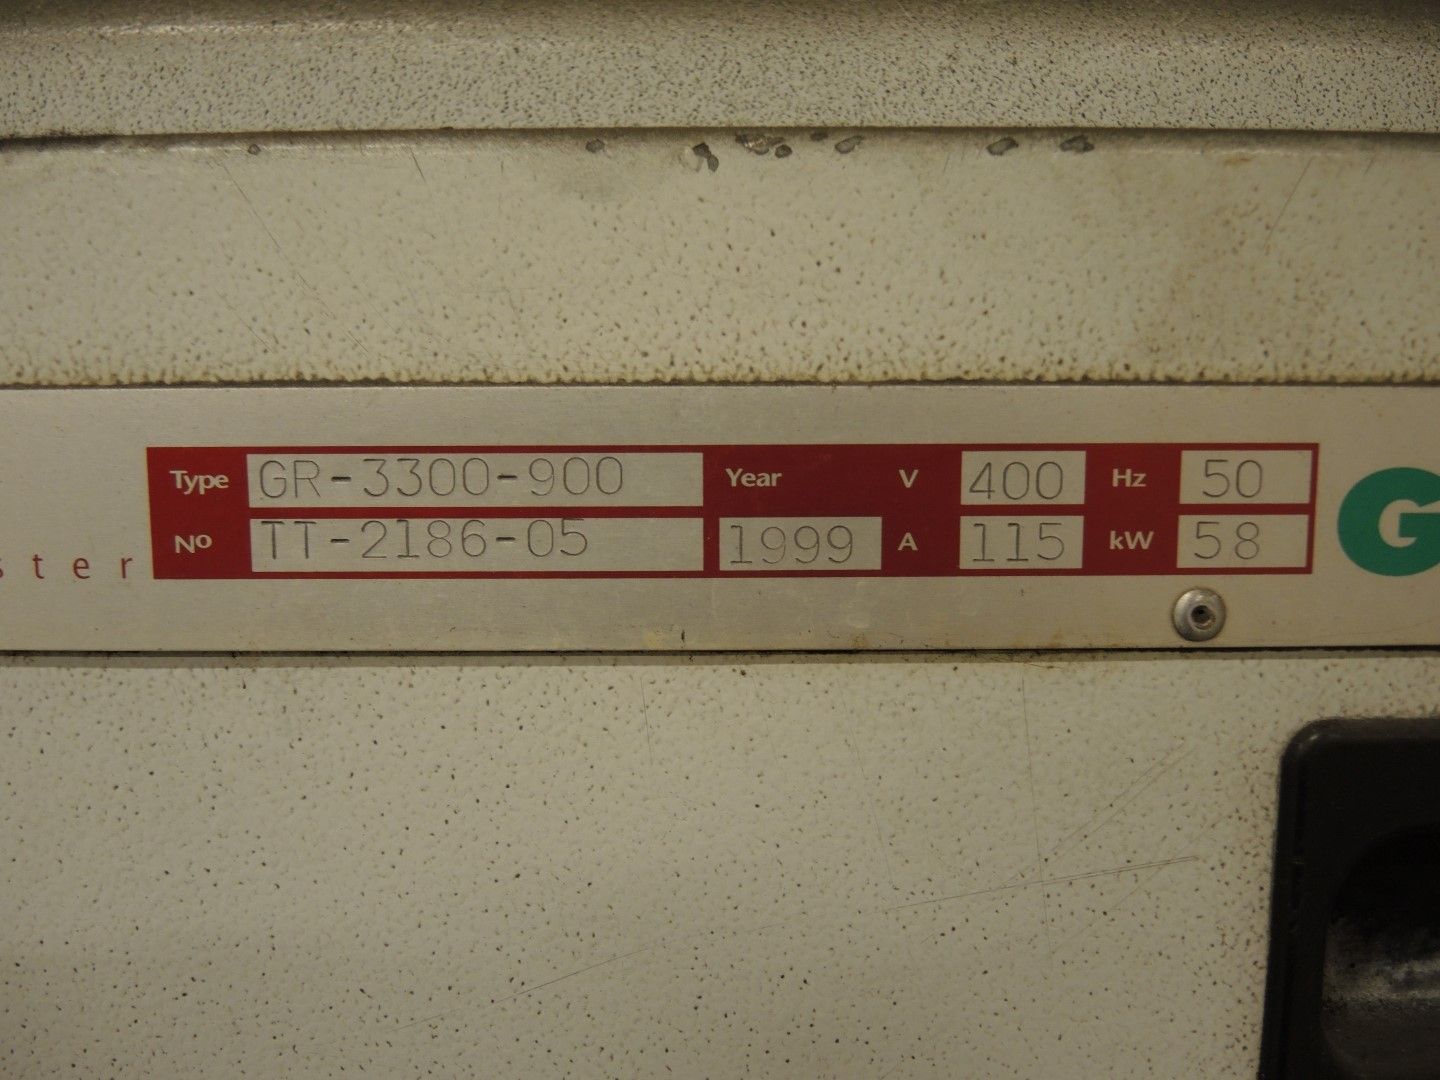 Type GR-3300-900 Year V 400 Hz 50
No TT-2186-05 1999 A 115 kW 58
ster
G